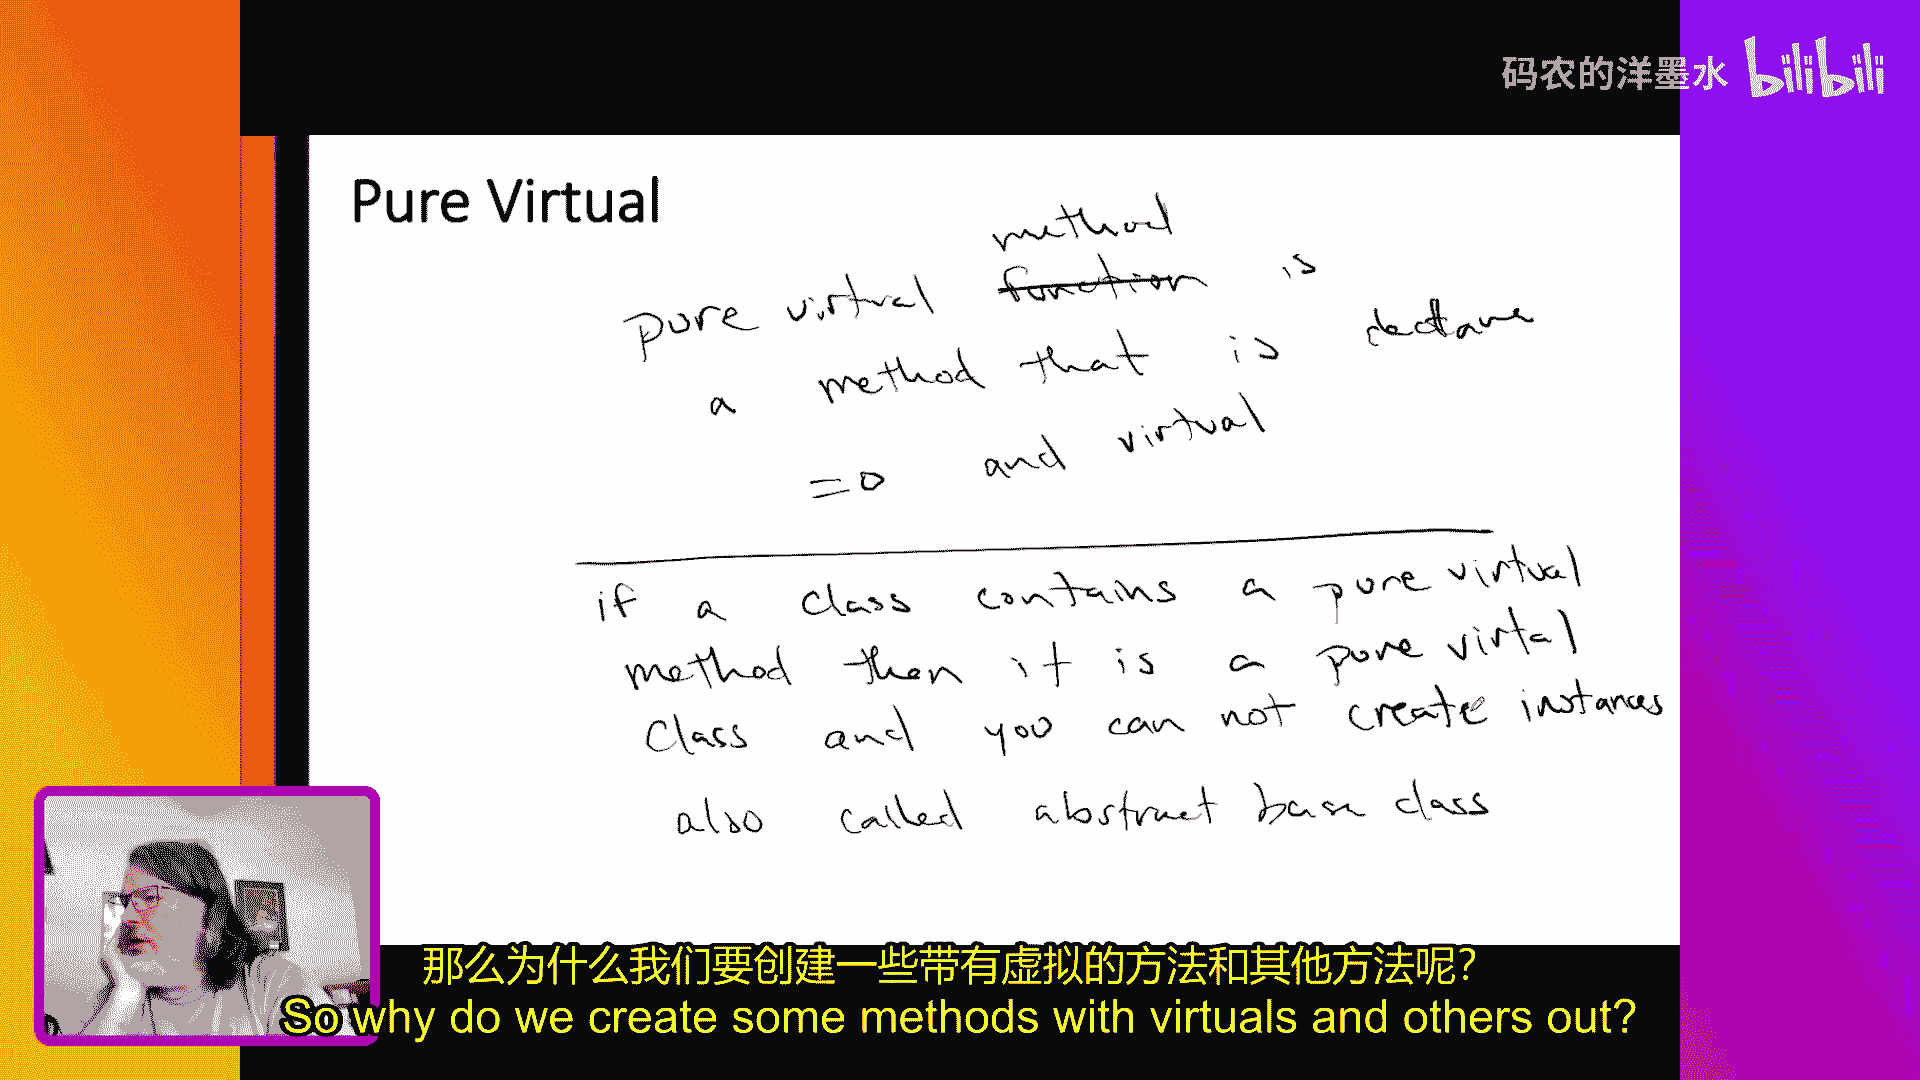 码农的洋墨水 bilibili
Pure Virtual
method
pure virtual function is
a method that is
=0 and virtual
if a class contains a pure virtual
method then it is a pure virtal
class and you can not create instances
also called abstract base class
那么为什么我们要创建一些带有虚拟的方法和其他方法呢？
So why do we create some methods with virtuals and others out?